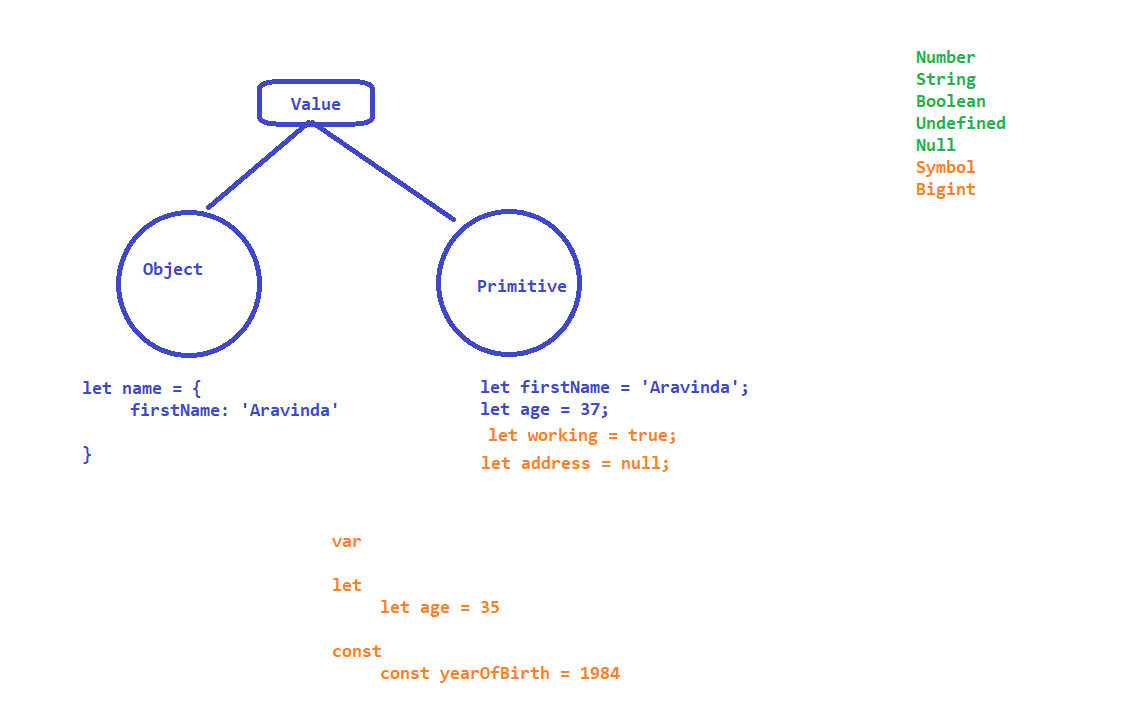 Value
Number
String
Boolean
Undefined
Null
Symbol
Bigint
Object
Primitive
let name = {
firstName: 'Aravinda'
}
let firstName = 'Aravinda';
let age = 37;
let working = true;
let address = null;
var
let
let age = 35
const
const yearOfBirth = 1984